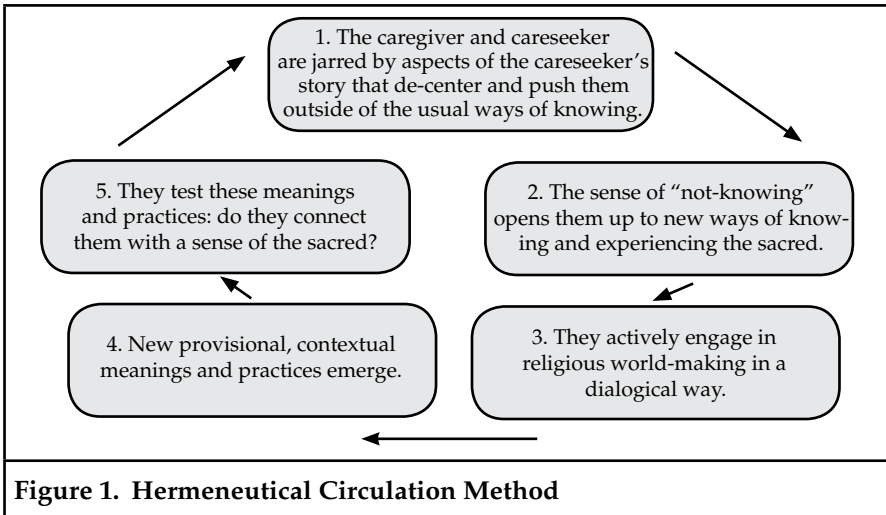 1. The caregiver and careseeker
are jarred by aspects of the careseeker’s
story that de-center and push them
outside of the usual ways of knowing.
2. The sense of “not-knowing”
opens them up to new ways of know-
ing and experiencing the sacred.
3. They actively engage in
religious world-making in a
dialogical way.
4. New provisional, contextual
meanings and practices emerge.
5. They test these meanings
and practices: do they connect
them with a sense of the sacred?
Figure 1. Hermeneutical Circulation Method